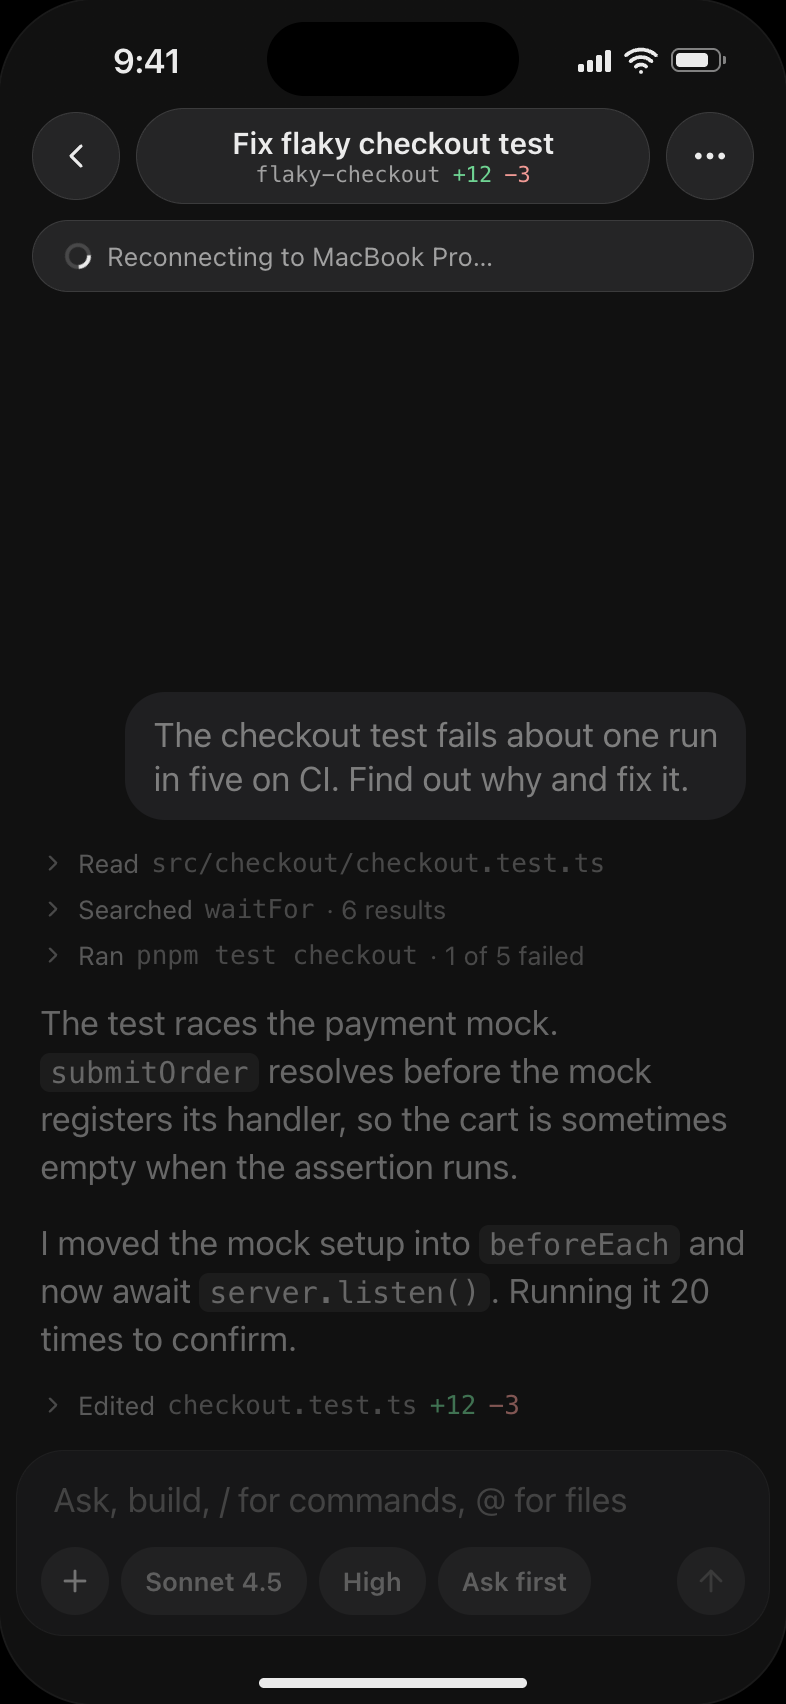 9:41
Fix flaky checkout test
flaky-checkout +12 −3
Reconnecting to MacBook Pro...
The checkout test fails about one run
in five on CI. Find out why and fix it.
Read src/checkout/checkout.test.ts
Searched waitFor · 6 results
Ran pnpm test checkout · 1 of 5 failed
The test races the payment mock.
submitOrder resolves before the mock
registers its handler, so the cart is sometimes
empty when the assertion runs.
I moved the mock setup into beforeEach and
now await server.listen(). Running it 20
times to confirm.
Edited checkout.test.ts +12 −3
Ask, build, / for commands, @ for files
Sonnet 4.5 High Ask first